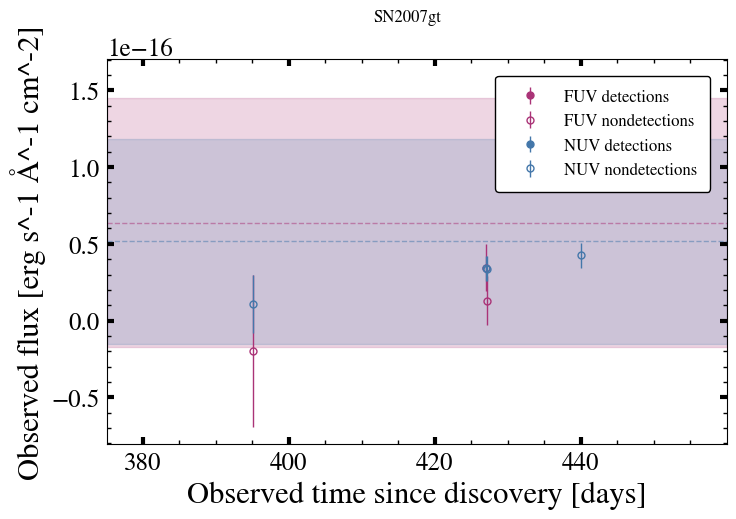 SN2007gt
1e−16
Observed flux [erg s^-1 Å^-1 cm^-2]
1.5
1.0
0.5
0.0
−0.5
FUV detections
FUV nondetections
NUV detections
NUV nondetections
380 400 420 440
Observed time since discovery [days]